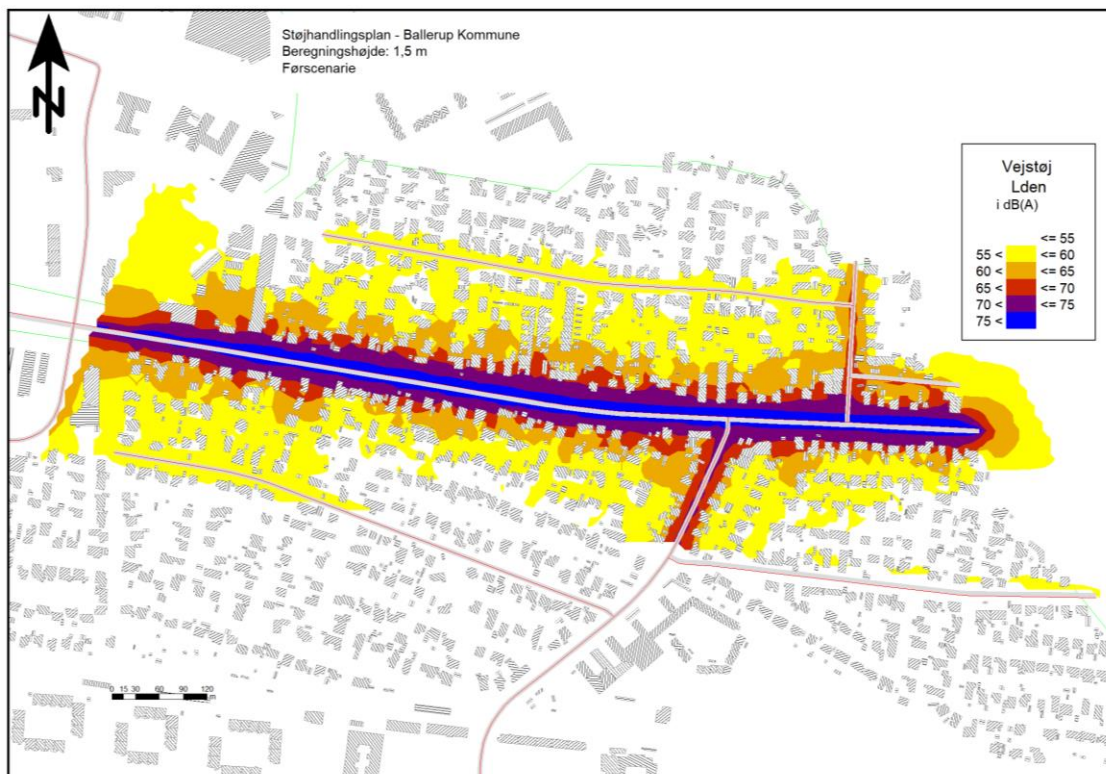 Støjhandlingsplan - Ballerup Kommune
Beregningshøjde: 1,5 m
Førscenarie
N
Vejstøj
Lden
i dB(A)
<= 55
55 < <= 60
60 < <= 65
65 < <= 70
70 < <= 75
75 <
0 15 30 60 90 120
m